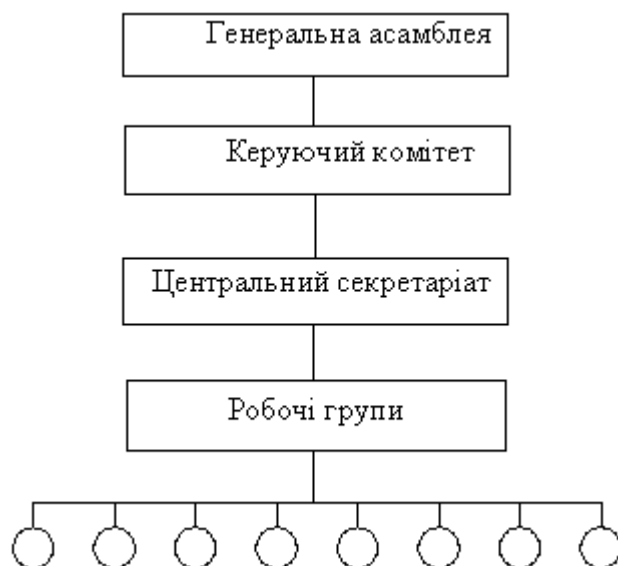 Генеральна асамблея
Керуючий комітет
Центральний секретаріат
Робочі групи